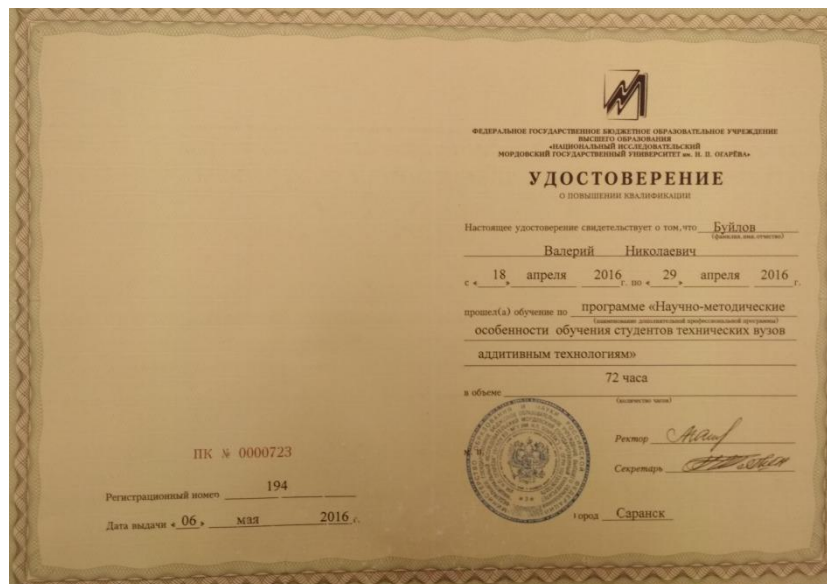 ПК № 0000723
Регистрационный номер 194
Дата выдачи « 06 » мая 2016 г.
ФЕДЕРАЛЬНОЕ ГОСУДАРСТВЕННОЕ БЮДЖЕТНОЕ ОБРАЗОВАТЕЛЬНОЕ УЧРЕЖДЕНИЕ
ВЫСШЕГО ОБРАЗОВАНИЯ
«НАЦИОНАЛЬНЫЙ ИССЛЕДОВАТЕЛЬСКИЙ
МОРДОВСКИЙ ГОСУДАРСТВЕННЫЙ УНИВЕРСИТЕТ им. Н. П. ОГАРЁВА»
УДОСТОВЕРЕНИЕ
О ПОВЫШЕНИИ КВАЛИФИКАЦИИ
Настоящее удостоверение свидетельствует о том, что Буйлов
(фамилия, имя, отчество)
Валерий Николаевич
с « 18 » апреля 2016 г. по « 29 » апреля 2016 г.
прошел(а) обучение по программе «Научно-методические
(наименование дополнительной профессиональной программы)
особенности обучения студентов технических вузов
аддитивным технологиям»
72 часа
в объеме
(количество часов)
Ректор
М. П.
Секретарь
Город Саранск